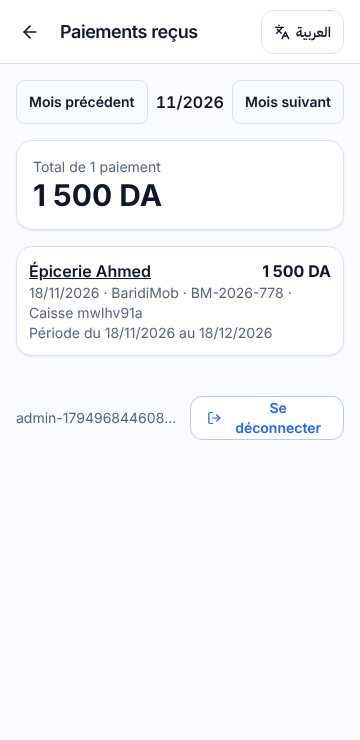 Paiements reçus
العربية
Mois précédent
11/2026
Mois suivant
Total de 1 paiement
1 500 DA
Épicerie Ahmed
1 500 DA
18/11/2026 · BaridiMob · BM-2026-778 ·
Caisse mwlhv91a
Période du 18/11/2026 au 18/12/2026
admin-179496844608...
Se
déconnecter